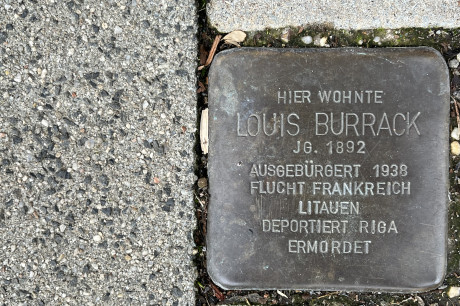 HIER WOHNTE
LOUIS BURRACK
JG. 1892
AUSGEBÜRGERT 1938
FLUCHT FRANKREICH
LITAUEN
DEPORTIERT RIGA
ERMORDET